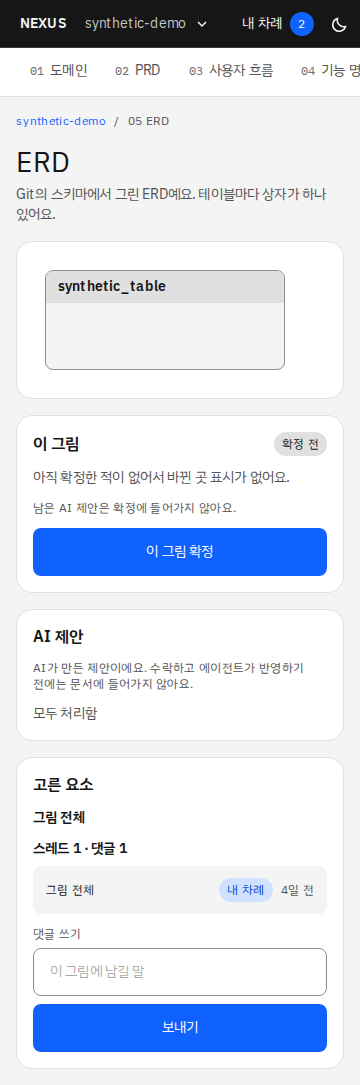 NEXUS synthetic-demo 내 차례 2
01 도메인 02 PRD 03 사용자 흐름 04 기능 명
synthetic-demo / 05 ERD
ERD
Git의 스키마에서 그린 ERD예요. 테이블마다 상자가 하나
있어요.
synthetic_table
이 그림 확정 전
아직 확정한 적이 없어서 바뀐 곳 표시가 없어요.
남은 AI 제안은 확정에 들어가지 않아요.
이 그림 확정
AI 제안
AI가 만든 제안이에요. 수락하고 에이전트가 반영하기
전에는 문서에 들어가지 않아요.
모두 처리함
고른 요소
그림 전체
스레드 1 · 댓글 1
그림 전체 내 차례 4일 전
댓글 쓰기
이 그림에 남길 말
보내기